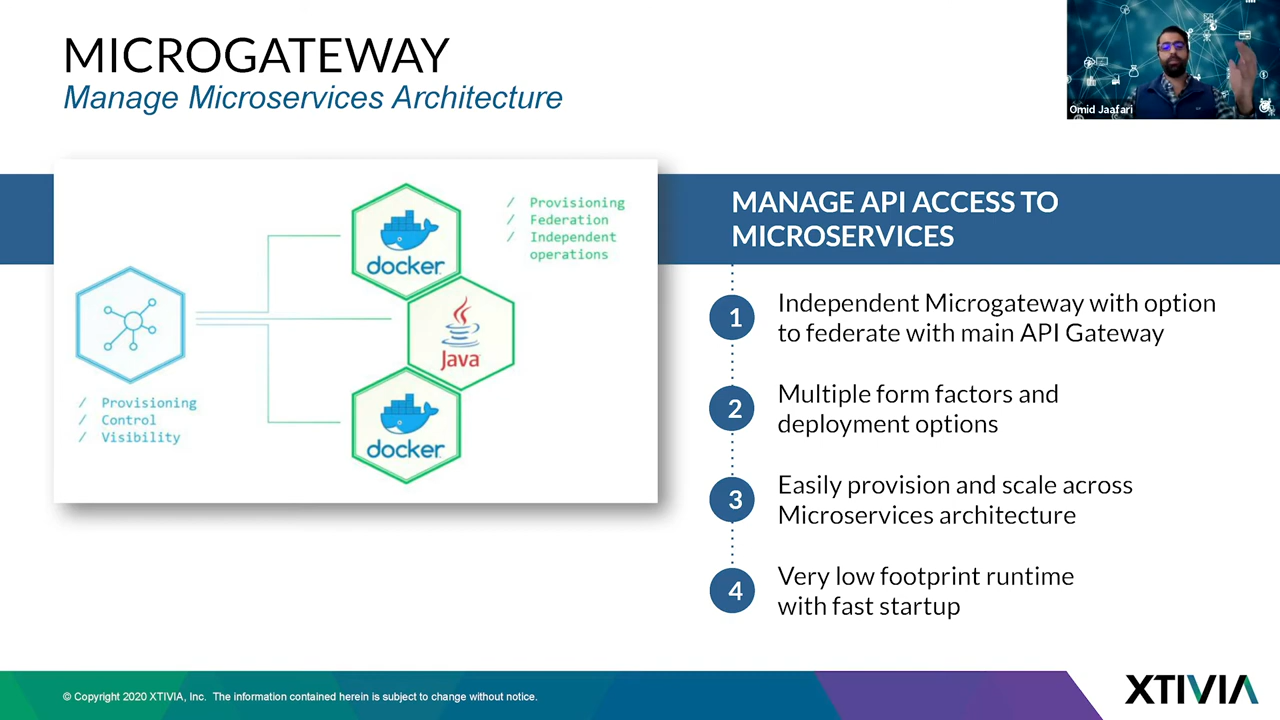 MICROGATEWAY
Manage Microservices Architecture
Omid Jaafari
/ Provisioning
/ Federation
/ Independent
operations
docker
Java
docker
/ Provisioning
/ Control
/ Visibility
MANAGE API ACCESS TO
MICROSERVICES
1
Independent Microgateway with option
to federate with main API Gateway
2
Multiple form factors and
deployment options
3
Easily provision and scale across
Microservices architecture
4
Very low footprint runtime
with fast startup
© Copyright 2020 XTIVIA, Inc. The information contained herein is subject to change without notice.
XTIVIA